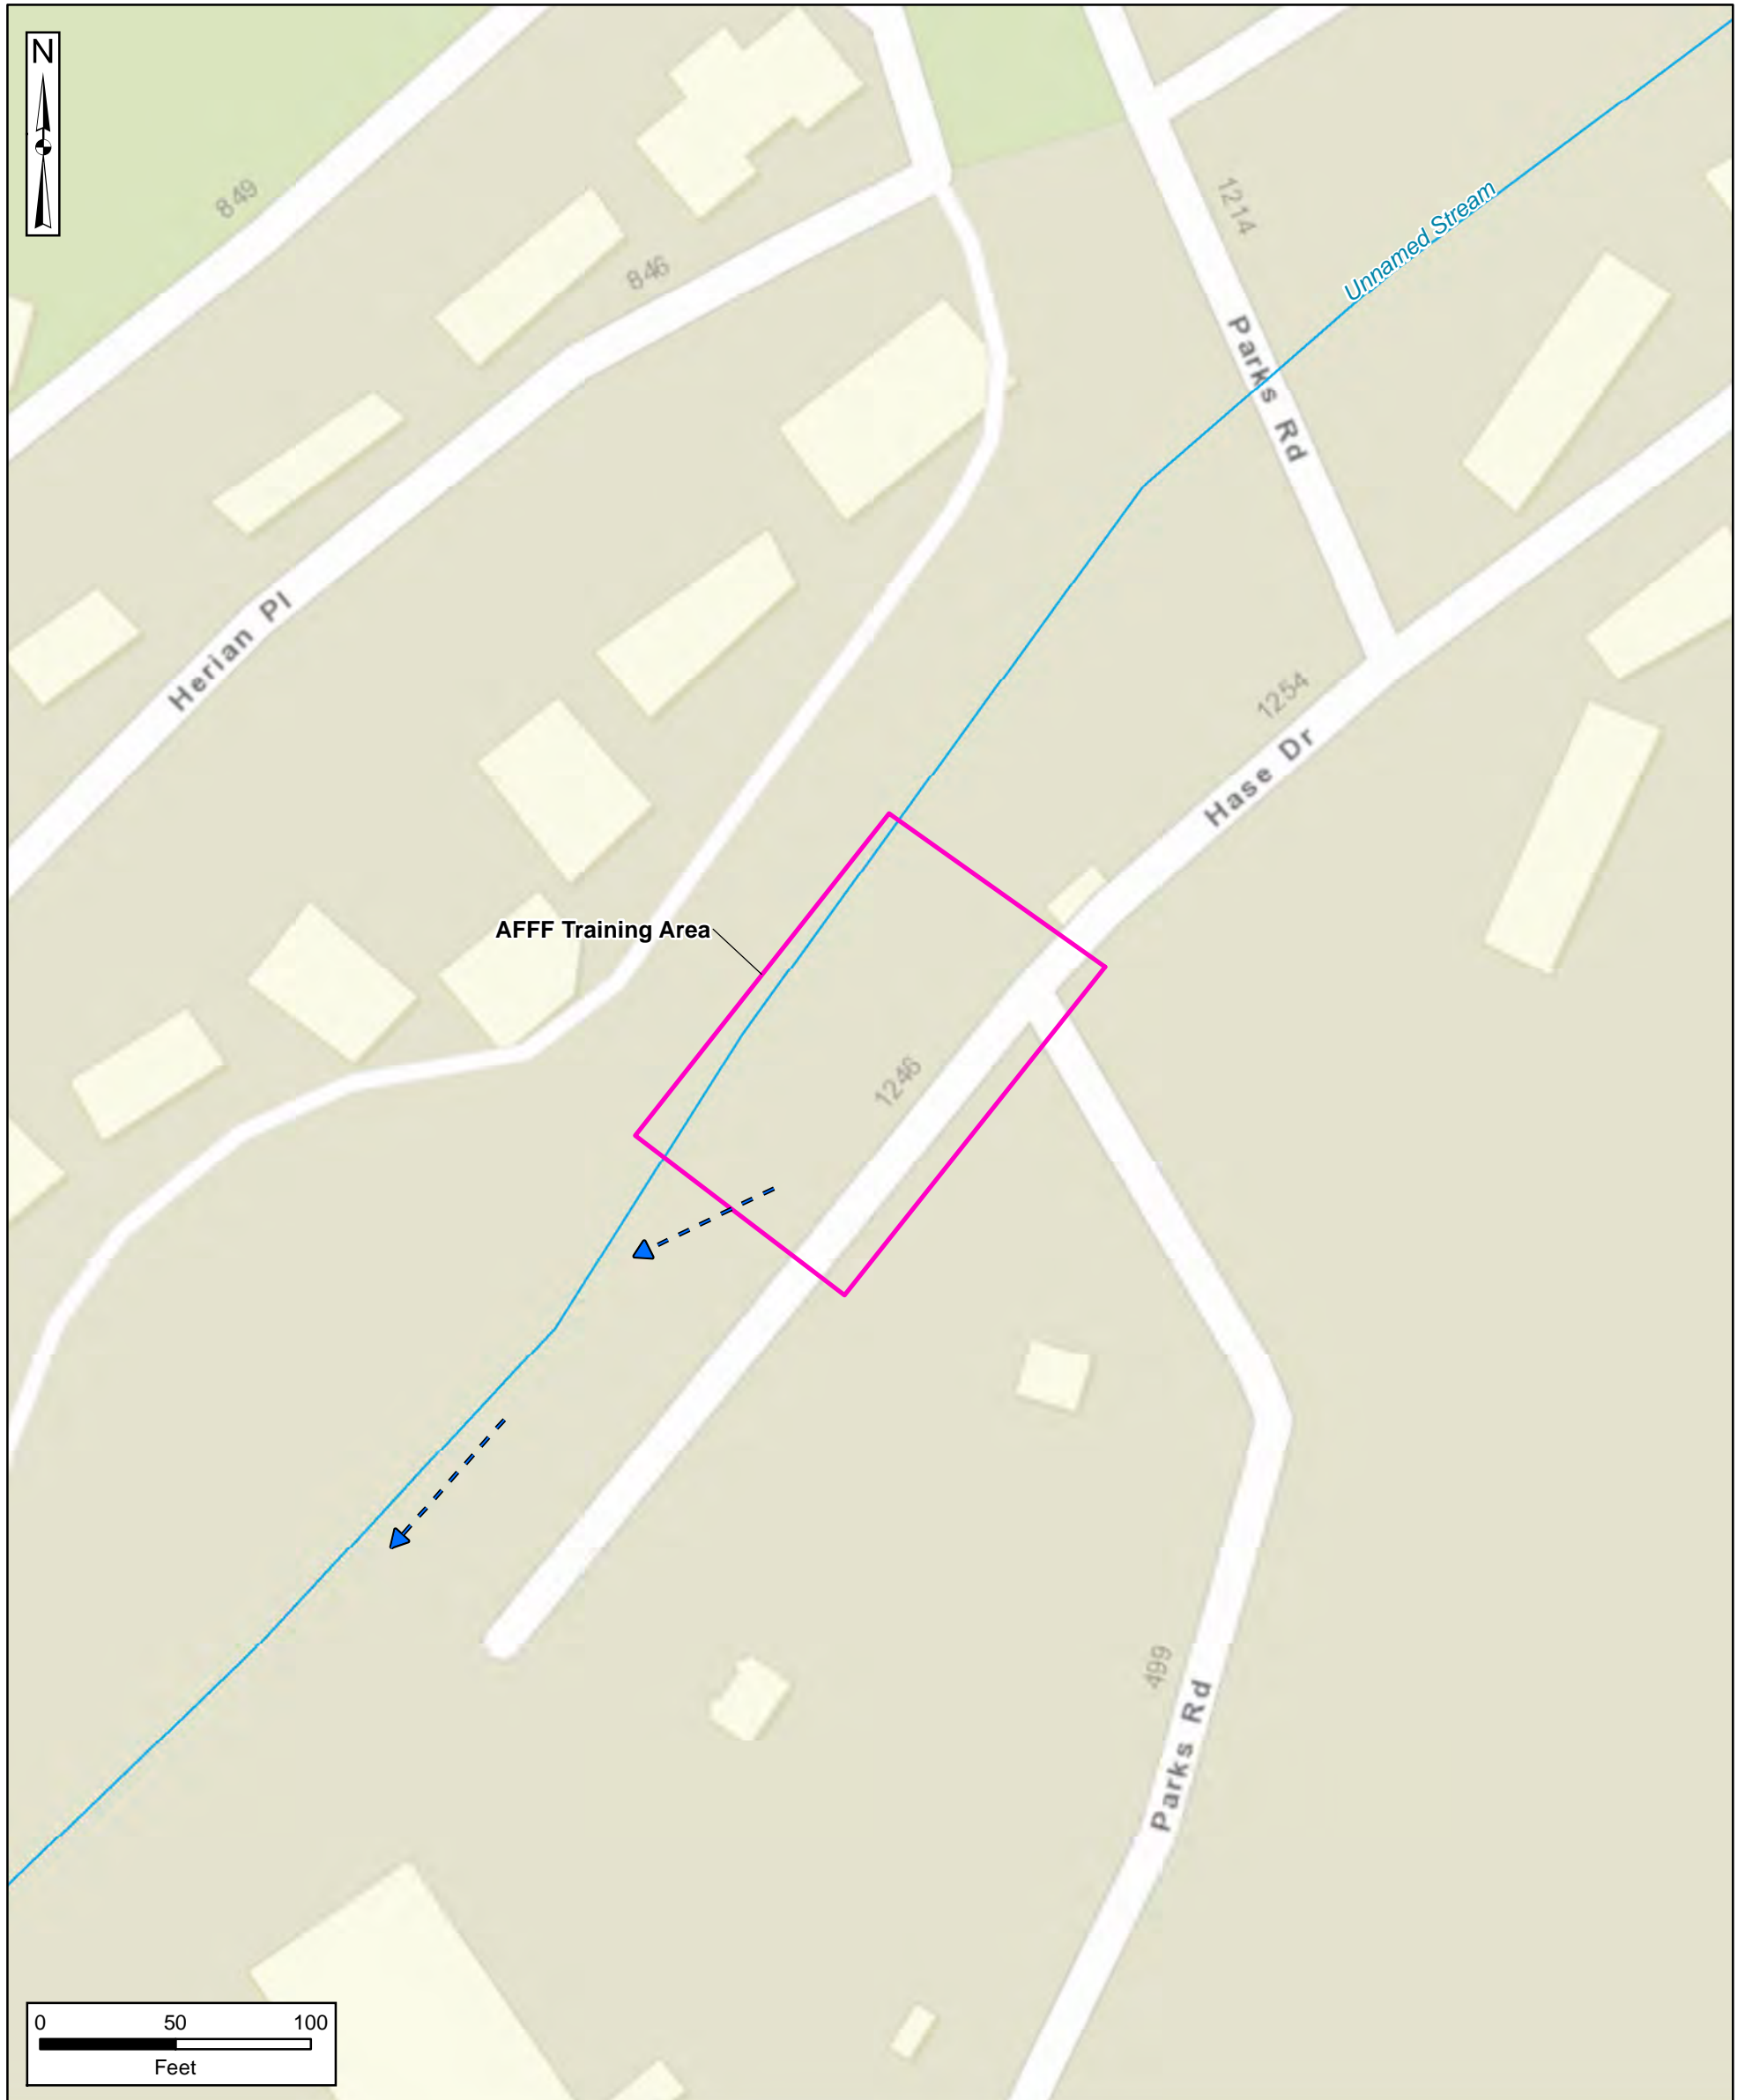 N
849
846
1214
Unnamed Stream
Parks Rd
Herian Pl
1254
Hase Dr
AFFF Training Area
1246
499
Parks Rd
0 50 100
Feet